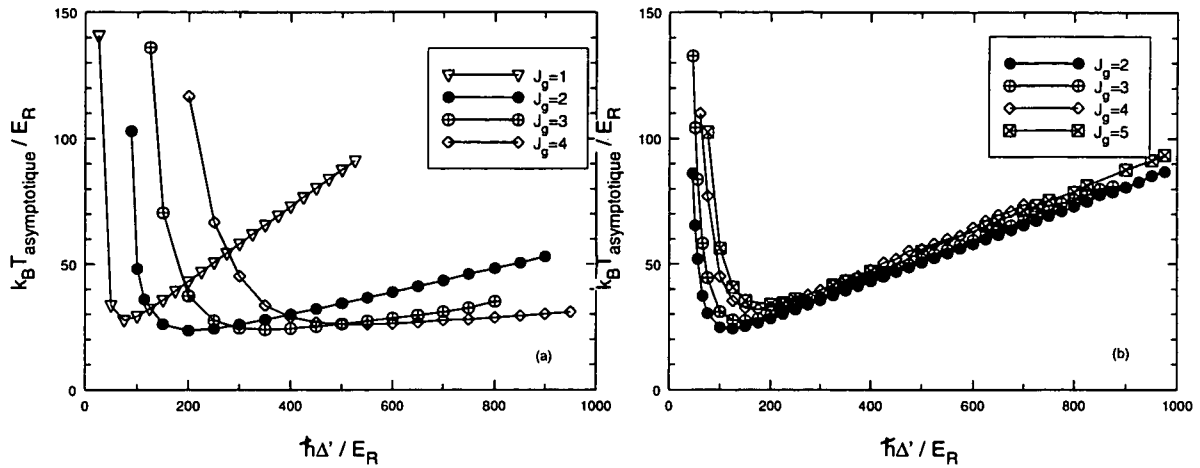 150
100
50
0
k_B T_asymptotique / E_R
J_g=1
J_g=2
J_g=3
J_g=4
(a)
0 200 400 600 800 1000
ħΔ' / E_R
150
100
50
0
k_B T_asymptotique / E_R
J_g=2
J_g=3
J_g=4
J_g=5
(b)
0 200 400 600 800 1000
ħΔ' / E_R